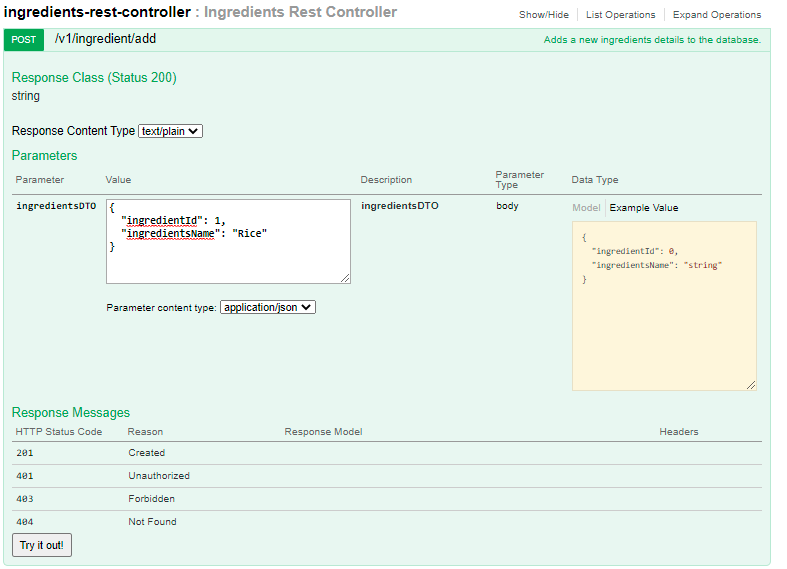 ingredients-rest-controller : Ingredients Rest Controller
Show/Hide List Operations Expand Operations
POST /v1/ingredient/add Adds a new ingredients details to the database.
Response Class (Status 200)
string
Response Content Type text/plain
Parameters
Parameter Value Description Parameter Type Data Type
ingredientsDTO
{
"ingredientId": 1,
"ingredientsName": "Rice"
}
Parameter content type: application/json
ingredientsDTO body
Model Example Value
{
"ingredientId": 0,
"ingredientsName": "string"
}
Response Messages
HTTP Status Code Reason Response Model Headers
201 Created
401 Unauthorized
403 Forbidden
404 Not Found
Try it out!